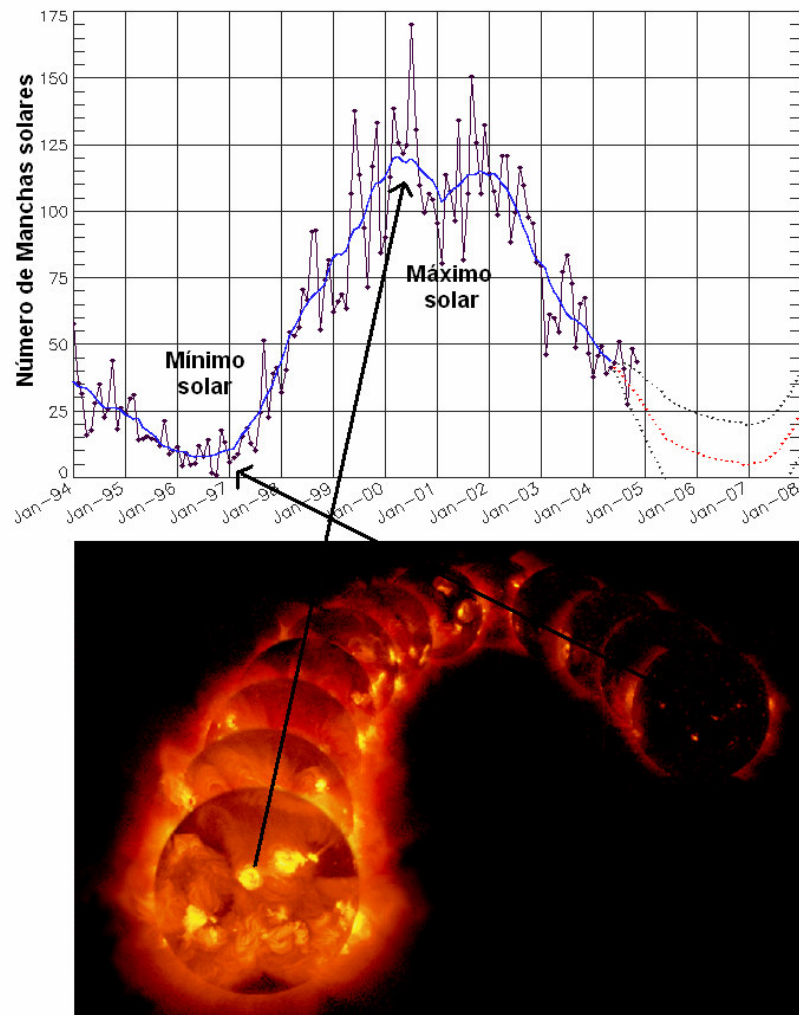 175
150
125
100
75
50
25
0
Número de Manchas solares
Máximo
solar
Mínimo
solar
Jan-94
Jan-95
Jan-96
Jan-97
Jan-98
Jan-99
Jan-00
Jan-01
Jan-02
Jan-03
Jan-04
Jan-05
Jan-06
Jan-07
Jan-08